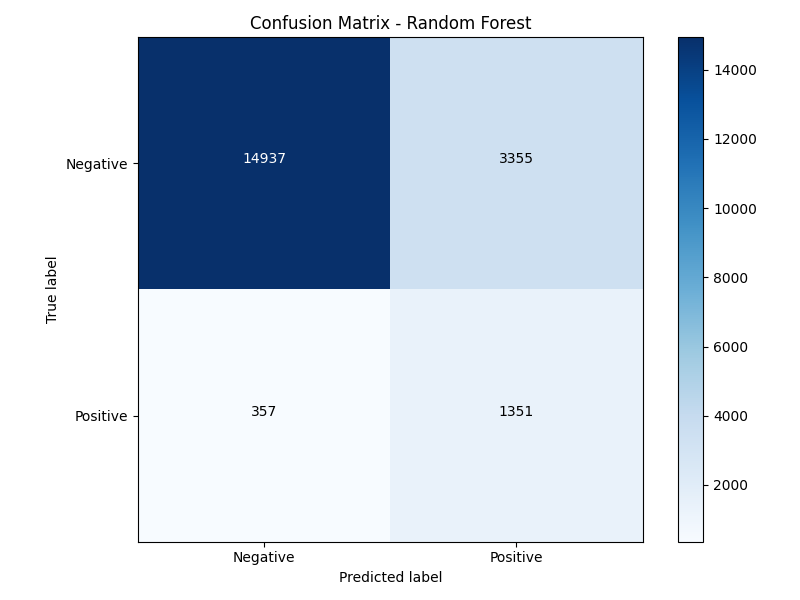 Confusion Matrix - Random Forest
14000
12000
10000
8000
6000
4000
2000
Negative
14937
3355
True label
Positive
357
1351
Negative
Positive
Predicted label